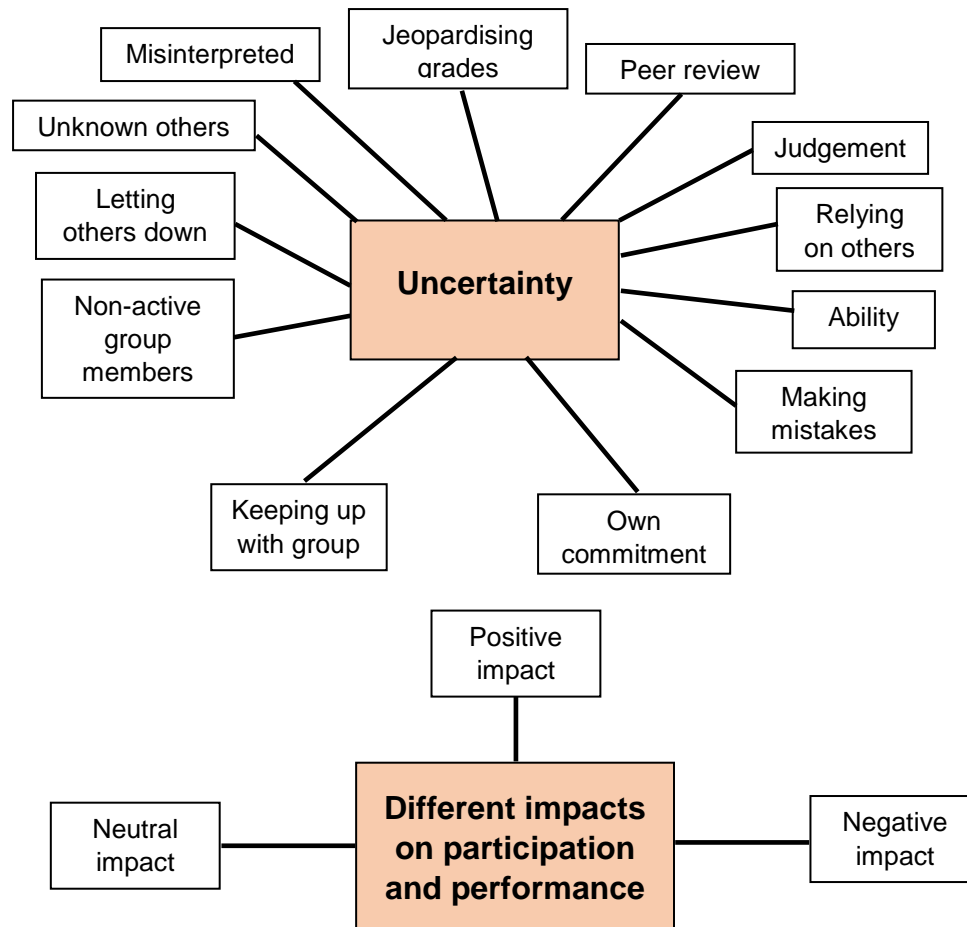 Jeopardising
grades
Misinterpreted
Peer review
Unknown others
Judgement
Letting
others down
Relying
on others
Uncertainty
Non-active
group
members
Ability
Making
mistakes
Keeping up
with group
Own
commitment
Positive
impact
Different impacts
on participation
and performance
Neutral
impact
Negative
impact